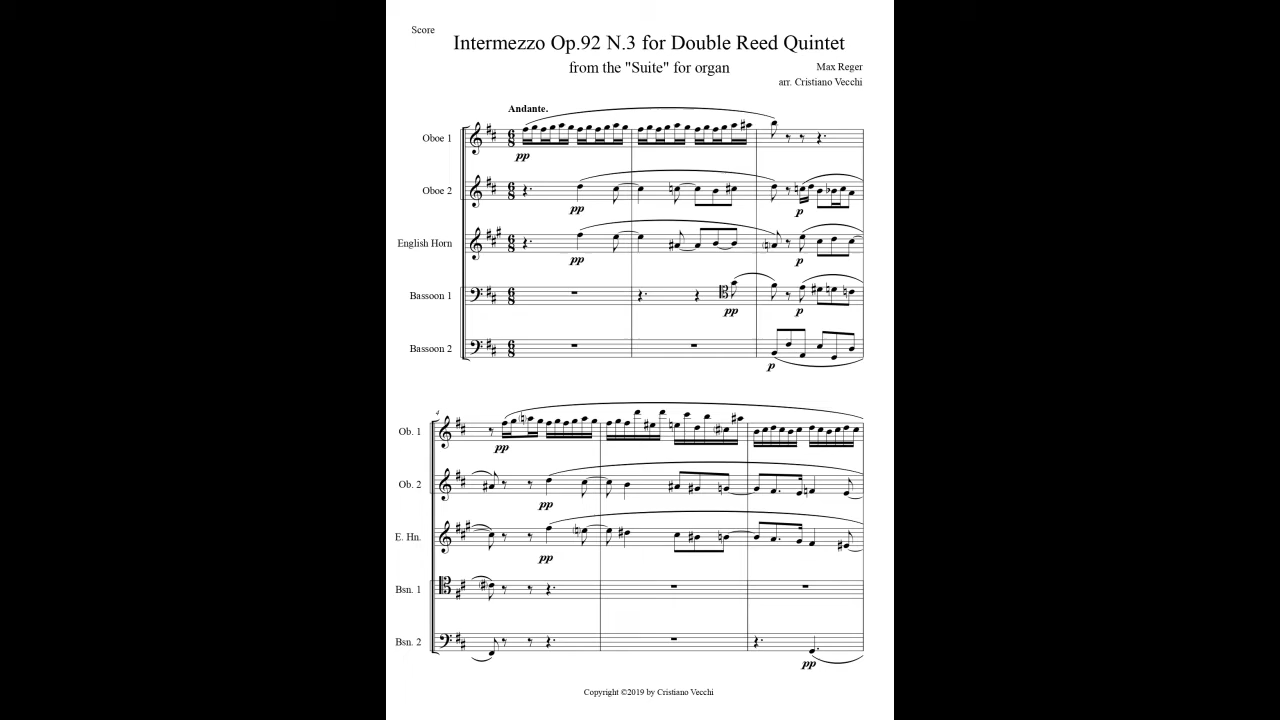 Score
Intermezzo Op.92 N.3 for Double Reed Quintet
from the "Suite" for organ
Max Reger
arr. Cristiano Vecchi
Andante.
Oboe 1
pp
Oboe 2
pp
p
English Horn
pp
p
Bassoon 1
pp
p
Bassoon 2
p
4
Ob. 1
pp
Ob. 2
pp
E. Hn.
pp
Bsn. 1
Bsn. 2
pp
Copyright ©2019 by Cristiano Vecchi